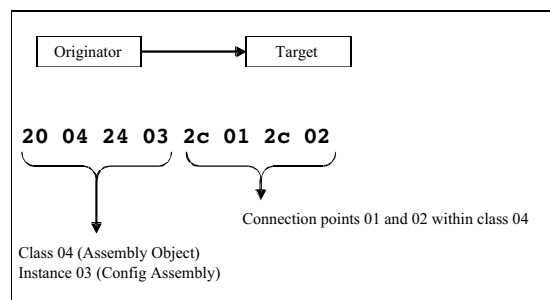 Originator Target
20 04 24 03 2c 01 2c 02
Connection points 01 and 02 within class 04
Class 04 (Assembly Object)
Instance 03 (Config Assembly)